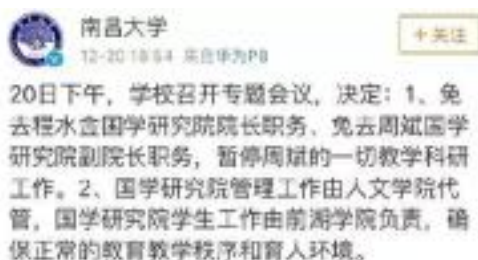 南昌大学
+关注
12-20 18:54 来自华为P8
20日下午，学校召开专题会议，决定：1、免
去程水金国学研究院院长职务、免去周斌国学
研究院副院长职务，暂停周斌的一切教学科研
工作。2、国学研究院管理工作由人文学院代
管，国学研究院学生工作由前湖学院负责，确
保正常的教育教学秩序和育人环境。